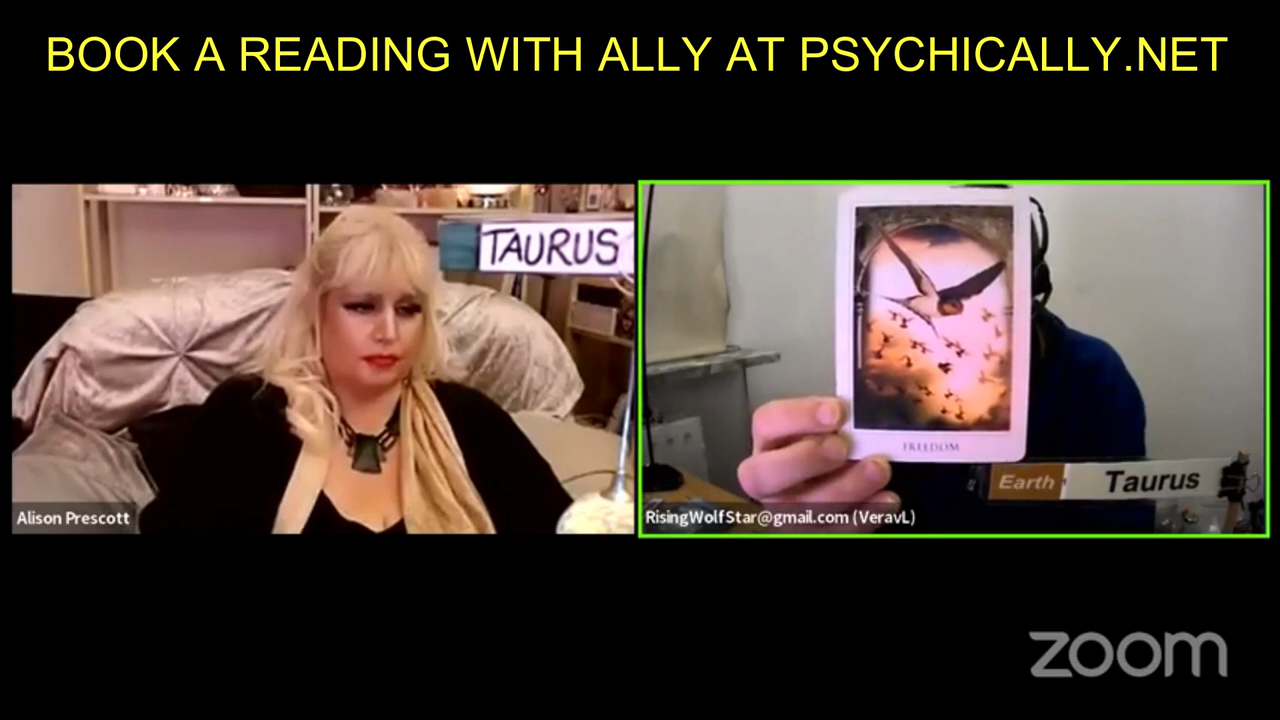 BOOK A READING WITH ALLY AT PSYCHICALLY.NET
TAURUS
FREEDOM
Earth Taurus
Alison Prescott
RisingWolfStar@gmail.com (VeravL)
zoom